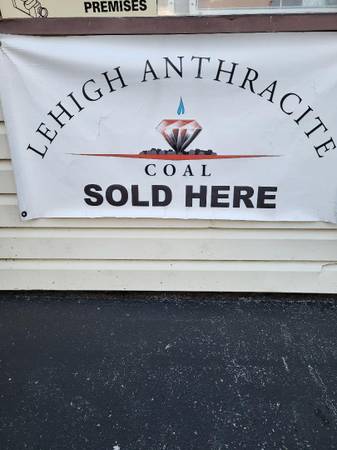 PREMISES
LEHIGH ANTHRACITE
COAL
SOLD HERE